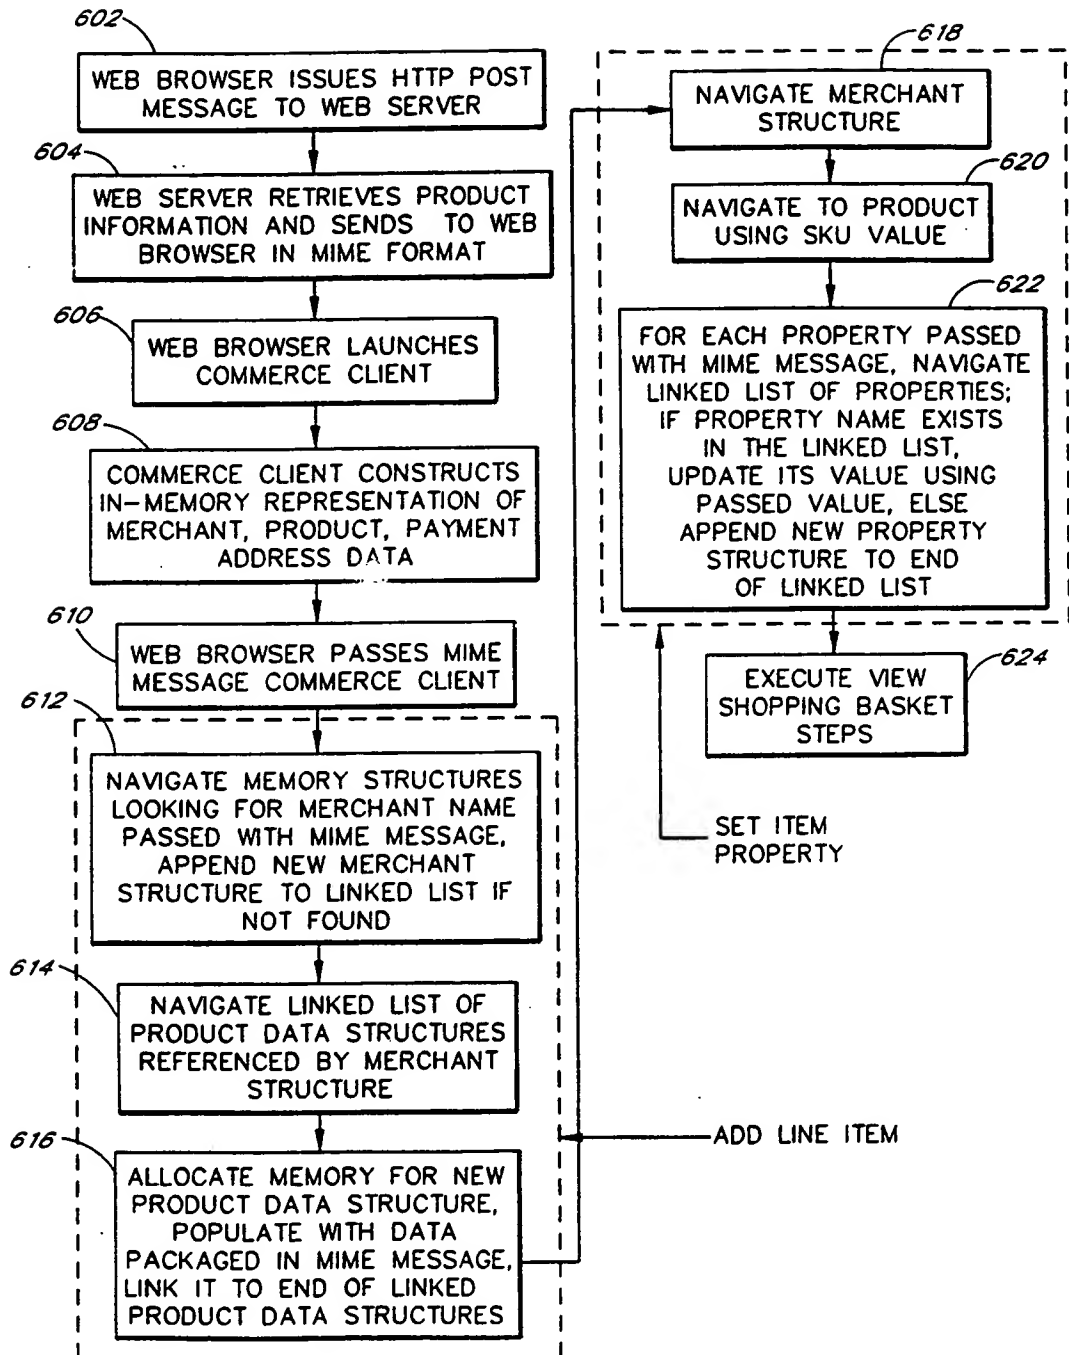 602
WEB BROWSER ISSUES HTTP POST
MESSAGE TO WEB SERVER
604
WEB SERVER RETRIEVES PRODUCT
INFORMATION AND SENDS TO WEB
BROWSER IN MIME FORMAT
606
WEB BROWSER LAUNCHES
COMMERCE CLIENT
608
COMMERCE CLIENT CONSTRUCTS
IN-MEMORY REPRESENTATION OF
MERCHANT, PRODUCT, PAYMENT
ADDRESS DATA
610
WEB BROWSER PASSES MIME
MESSAGE COMMERCE CLIENT
612
NAVIGATE MEMORY STRUCTURES
LOOKING FOR MERCHANT NAME
PASSED WITH MIME MESSAGE,
APPEND NEW MERCHANT
STRUCTURE TO LINKED LIST IF
NOT FOUND
614
NAVIGATE LINKED LIST OF
PRODUCT DATA STRUCTURES
REFERENCED BY MERCHANT
STRUCTURE
616
ALLOCATE MEMORY FOR NEW
PRODUCT DATA STRUCTURE,
POPULATE WITH DATA
PACKAGED IN MIME MESSAGE,
LINK IT TO END OF LINKED
PRODUCT DATA STRUCTURES
ADD LINE ITEM
618
NAVIGATE MERCHANT
STRUCTURE
620
NAVIGATE TO PRODUCT
USING SKU VALUE
622
FOR EACH PROPERTY PASSED
WITH MIME MESSAGE, NAVIGATE
LINKED LIST OF PROPERTIES;
IF PROPERTY NAME EXISTS
IN THE LINKED LIST,
UPDATE ITS VALUE USING
PASSED VALUE, ELSE
APPEND NEW PROPERTY
STRUCTURE TO END
OF LINKED LIST
624
EXECUTE VIEW
SHOPPING BASKET
STEPS
SET ITEM
PROPERTY